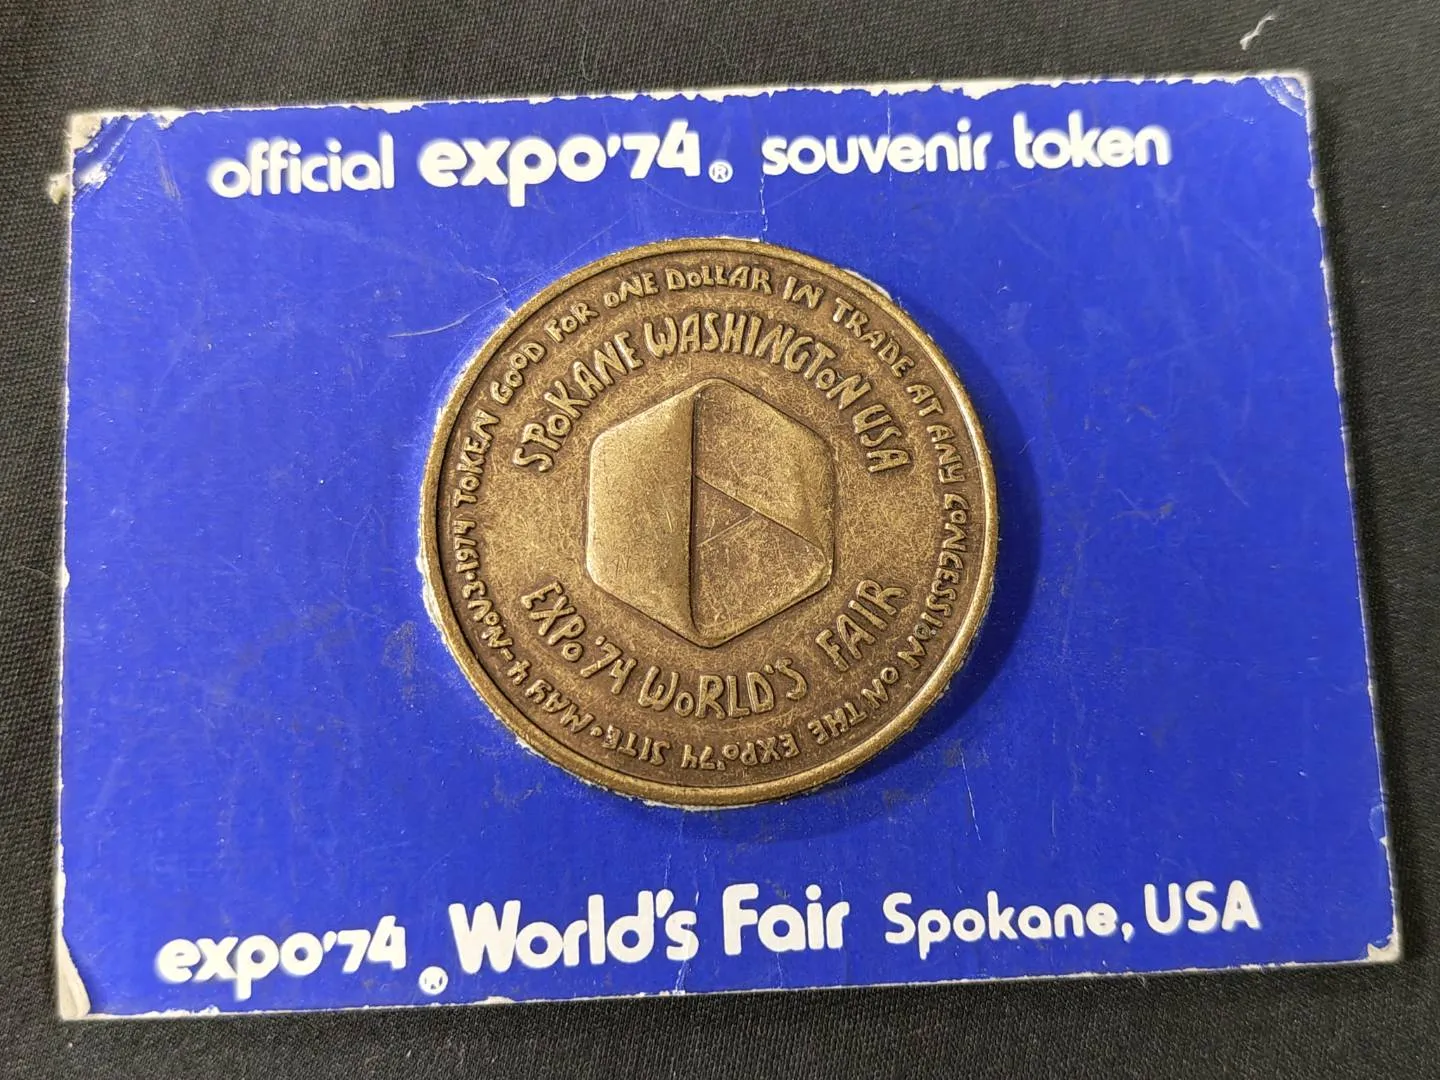 official expo'74® souvenir token
TOKEN GOOD FOR ONE DOLLAR IN TRADE AT ANY CONCESSION ON THE EXPO '74 SITE • MAY 4 - NOV 3 • 1974
SPOKANE WASHINGTON USA
EXPO '74 WORLD'S FAIR
expo'74® World's Fair Spokane, USA